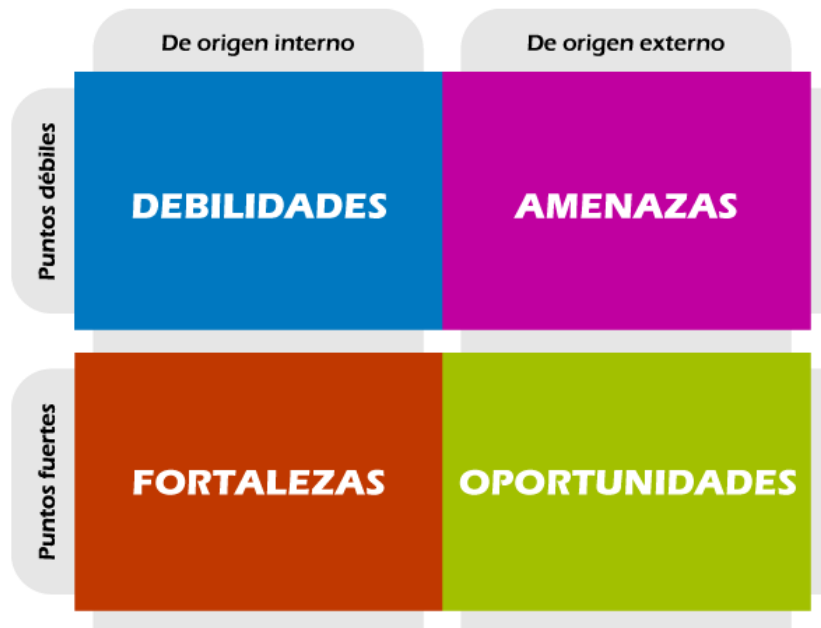 De origen interno
De origen externo
Puntos débiles
DEBILIDADES
AMENAZAS
Puntos fuertes
FORTALEZAS
OPORTUNIDADES